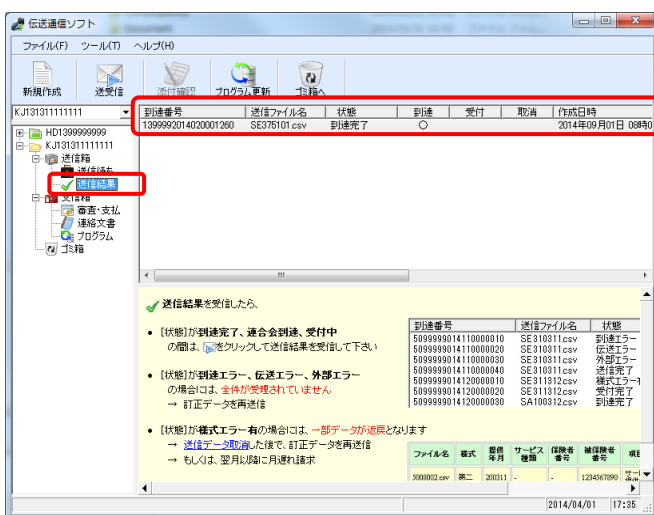 伝送通信ソフト
ファイル(F) ツール(T) ヘルプ(H)
新規作成 送受信 添付確認 プログラム更新 ゴミ箱へ
KJ131311111111
HD1399999999
KJ131311111111
送信箱
送信結果
審査･支払
連絡文書
プログラム
ゴミ箱
到達番号 送信ファイル名 状態 到達 受付 取消 作成日時
1399992014020001260 SE375101.csv 到達完了 ○ 2014年09月01日 08時0
送信結果を受信したら、
• [状態]が到達完了、連合会到達、受付中
の間は、をクリックして送信結果を受信して下さい
• [状態]が到達エラー、伝送エラー、外部エラー
の場合には、全件が受理されていません
→ 訂正データを再送信
• [状態]が様式エラー有の場合には、一部データが返戻となります
→ 送信データ取消した後で、訂正データを再送信
→ もしくは、翌月以降に月遅れ請求
到達番号 送信ファイル名 状態
5099999014110000010 SE310311.csv 到達エラー
5099999014110000020 SE310311.csv 伝送エラー
5099999014110000030 SE310311.csv 外部エラー
5099999014110000040 SE310311.csv 送信完了
5099999014120000010 SE311312.csv 様式エラー
5099999014120000020 SE311312.csv 受付完了
5099999014120000030 SA100312.csv 到達完了
ファイル名 様式 提供年月 サービス種類 保険者番号 被保険者番号
5008002.csv 第二 200311 - - 1234567890
2014/04/01 17:35